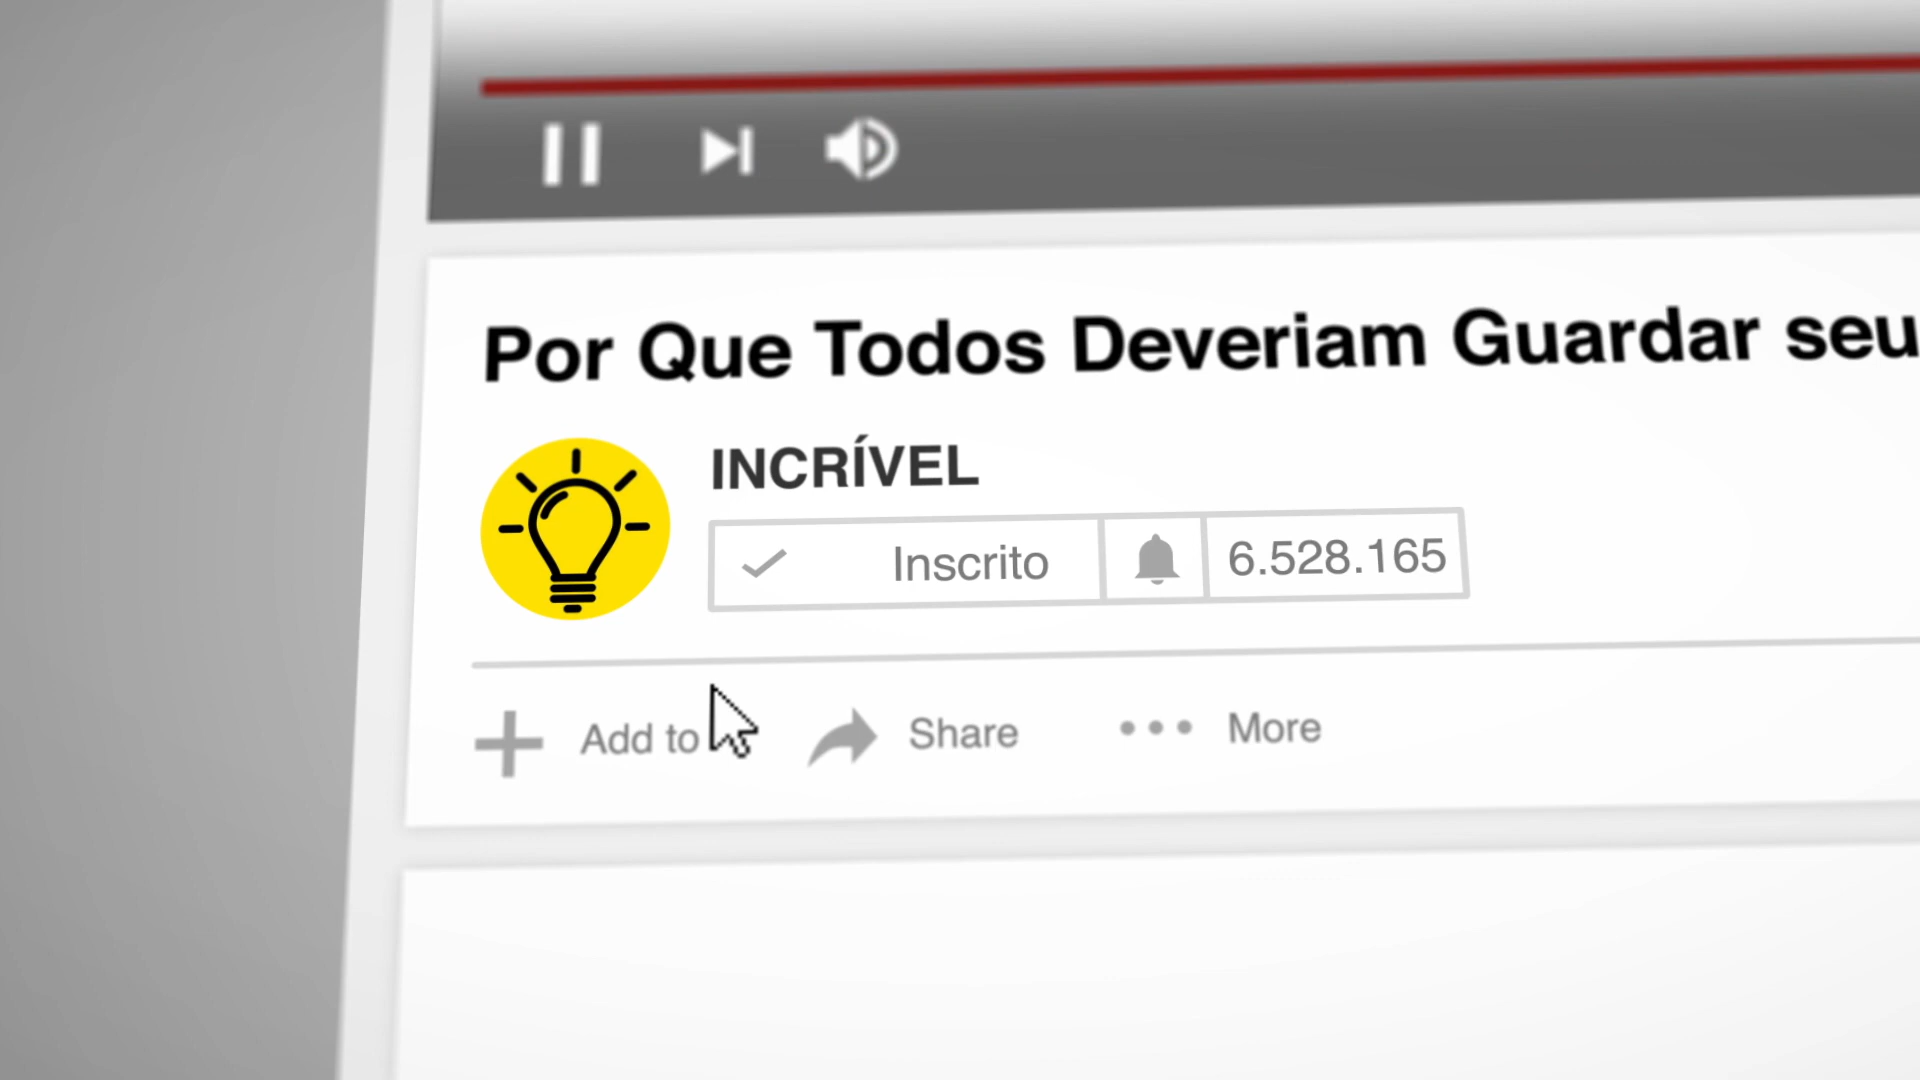 Por Que Todos Deveriam Guardar seu
INCRÍVEL
Inscrito 6.528.165
Add to Share More